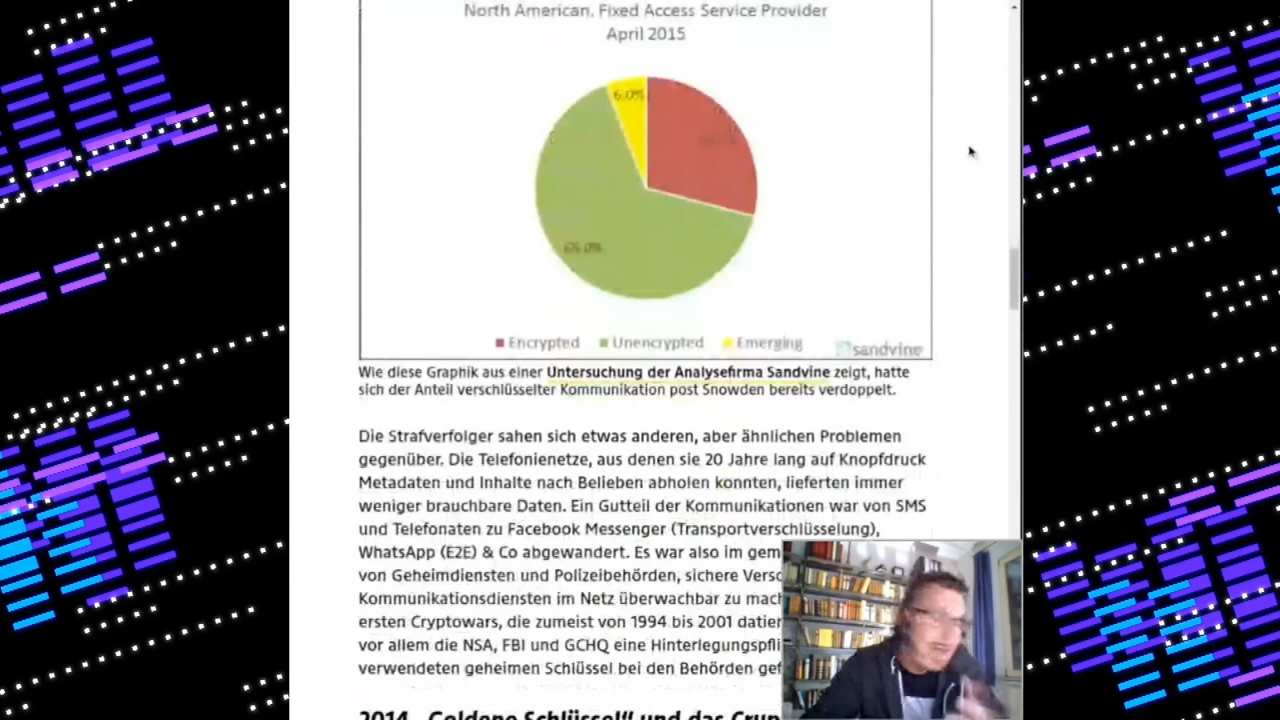 North American, Fixed Access Service Provider
April 2015
6.0%
65.0%
Encrypted Unencrypted Emerging
sandvine
Wie diese Graphik aus einer Untersuchung der Analysefirma Sandvine zeigt, hatte
sich der Anteil verschlüsselter Kommunikation post Snowden bereits verdoppelt.
Die Strafverfolger sahen sich etwas anderen, aber ähnlichen Problemen
gegenüber. Die Telefonienetze, aus denen sie 20 Jahre lang auf Knopfdruck
Metadaten und Inhalte nach Belieben abholen konnten, lieferten immer
weniger brauchbare Daten. Ein Gutteil der Kommunikationen war von SMS
und Telefonaten zu Facebook Messenger (Transportverschlüsselung),
WhatsApp (E2E) & Co abgewandert. Es war also im gem
von Geheimdiensten und Polizeibehörden, sichere Versc
Kommunikationsdiensten im Netz überwachbar zu mach
ersten Cryptowars, die zumeist von 1994 bis 2001 datier
vor allem die NSA, FBI und GCHQ eine Hinterlegungspfli
verwendeten geheimen Schlüssel bei den Behörden gef
2014 „Goldene Schlüssel" und das